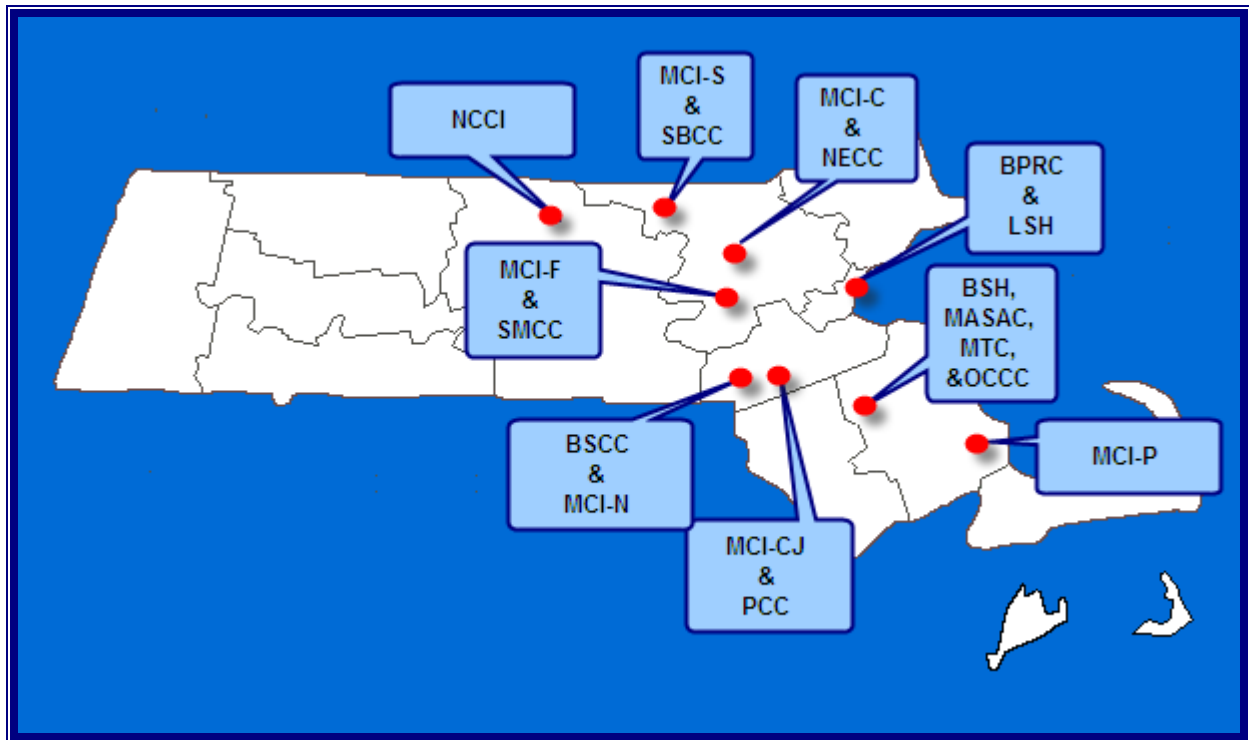 NCCI
MCI-S
&
SBCC
MCI-C
&
NECC
BPRC
&
LSH
MCI-F
&
SMCC
BSH,
MASAC,
MTC,
&OCCC
BSCC
&
MCI-N
MCI-P
MCI-CJ
&
PCC